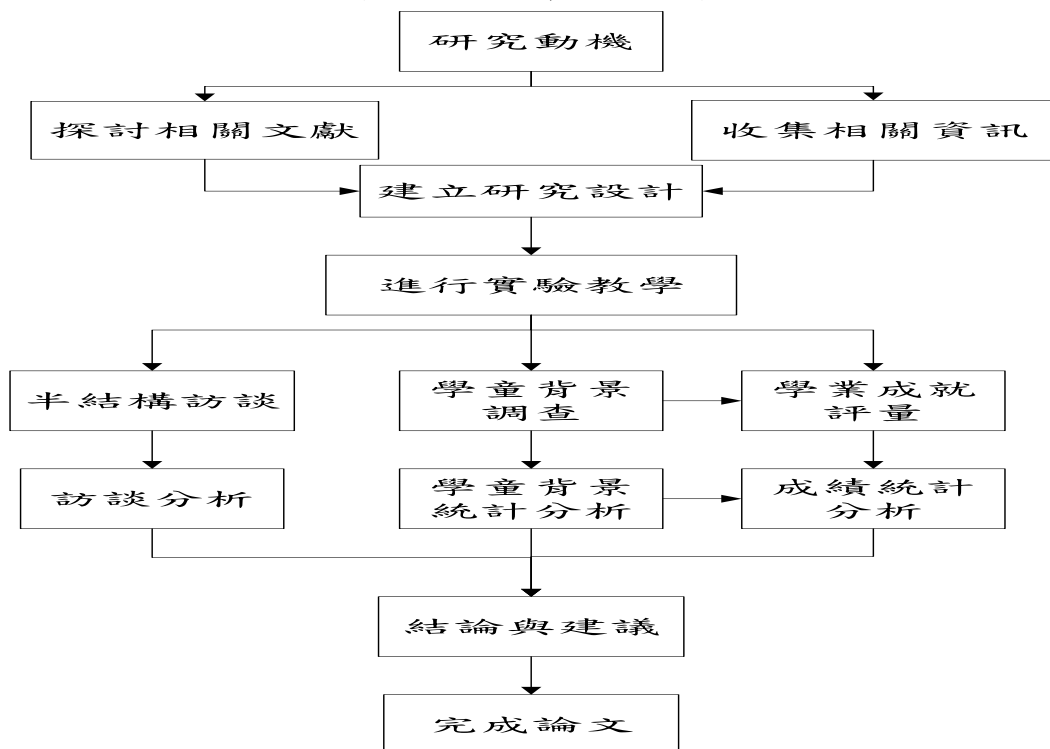 研究動機
探討相關文獻
收集相關資訊
建立研究設計
進行實驗教學
半結構訪談
學童背景
調查
學業成就
評量
訪談分析
學童背景
統計分析
成績統計
分析
結論與建議
完成論文